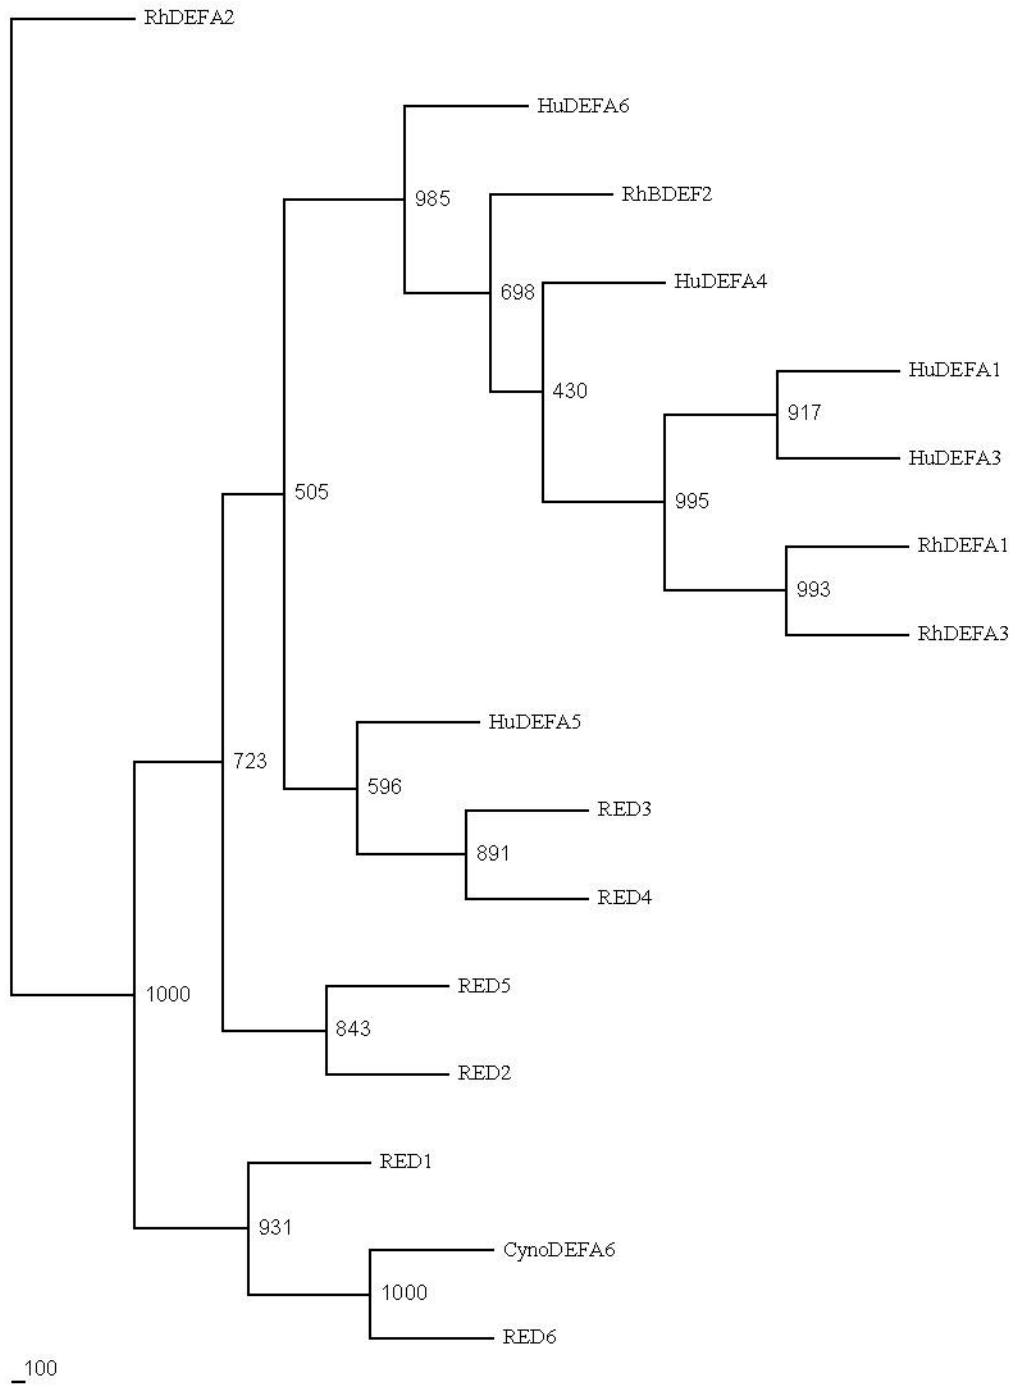 RhDEFA2
HuDEFA6
RhBDEF2
985
HuDEFA4
698
HuDEFA1
430
917
HuDEFA3
505
995
RhDEFA1
993
RhDEFA3
HuDEFA5
723
596
RED3
891
RED4
RED5
1000
843
RED2
RED1
931
CynoDEFA6
1000
RED6
100